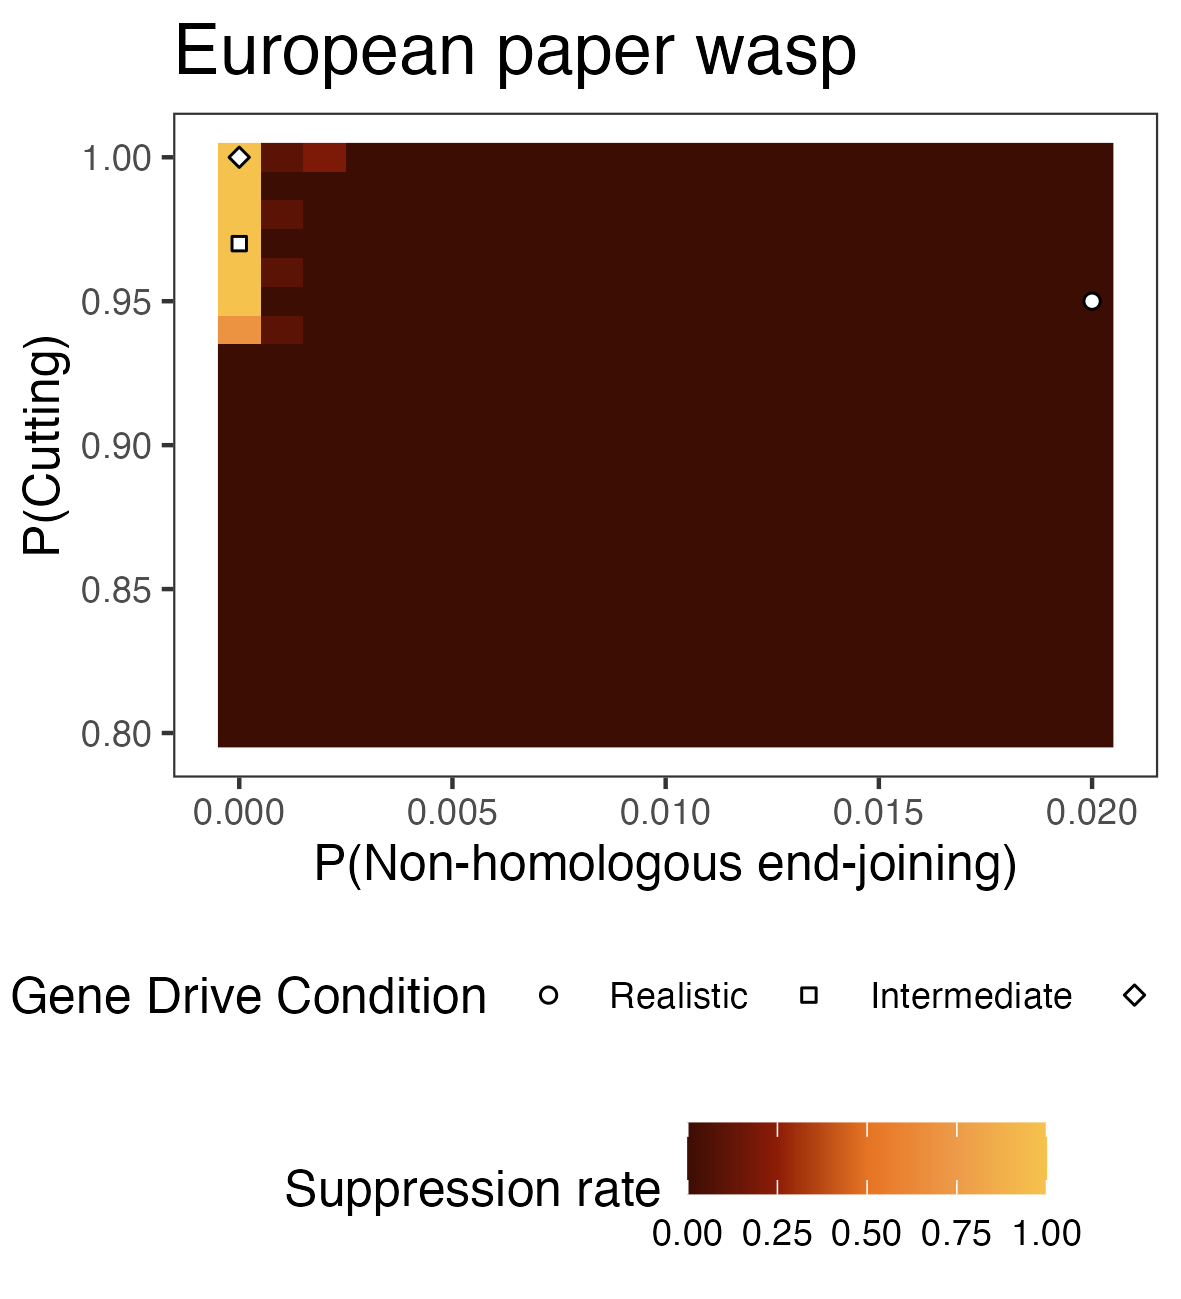 European paper wasp
1.00
0.95
0.90
0.85
0.80
P(Cutting)
0.000 0.005 0.010 0.015 0.020
P(Non-homologous end-joining)
Gene Drive Condition Realistic Intermediate
Suppression rate
0.00 0.25 0.50 0.75 1.00